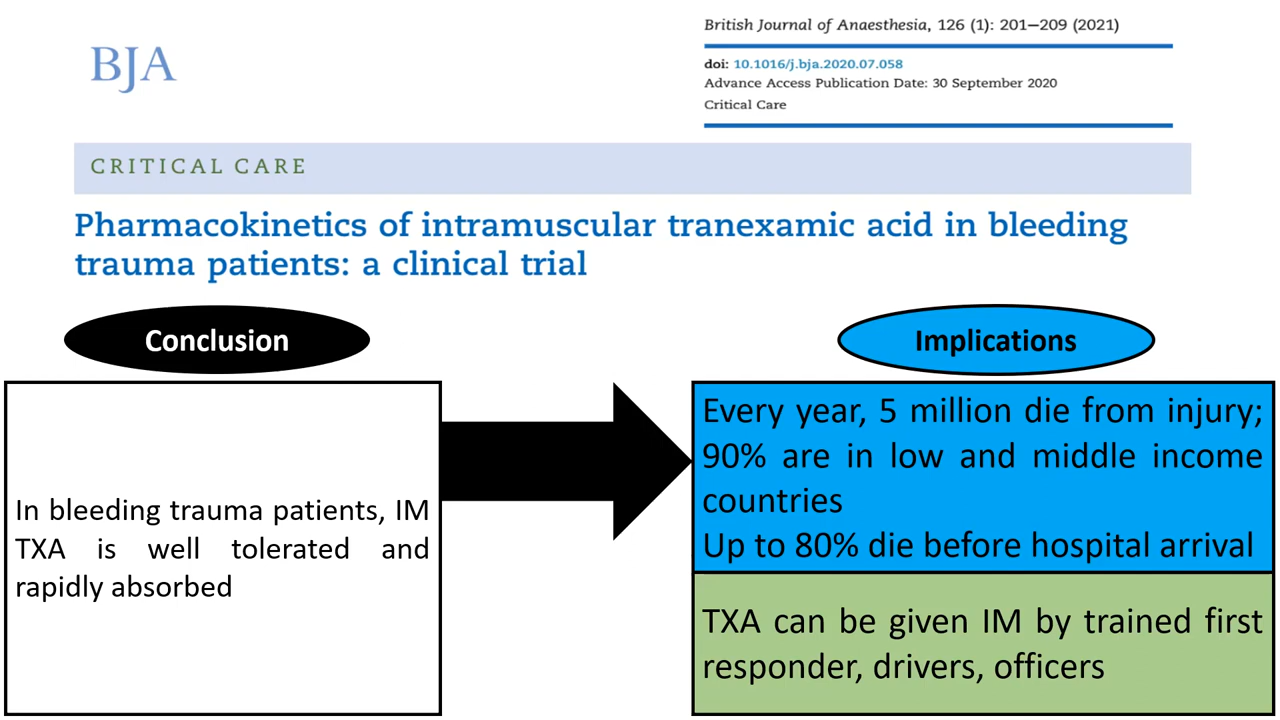 BJA
British Journal of Anaesthesia, 126 (1): 201–209 (2021)
doi: 10.1016/j.bja.2020.07.058
Advance Access Publication Date: 30 September 2020
Critical Care
CRITICAL CARE
Pharmacokinetics of intramuscular tranexamic acid in bleeding
trauma patients: a clinical trial
Conclusion
In bleeding trauma patients, IM
TXA is well tolerated and
rapidly absorbed
Implications
Every year, 5 million die from injury;
90% are in low and middle income
countries
Up to 80% die before hospital arrival
TXA can be given IM by trained first
responder, drivers, officers